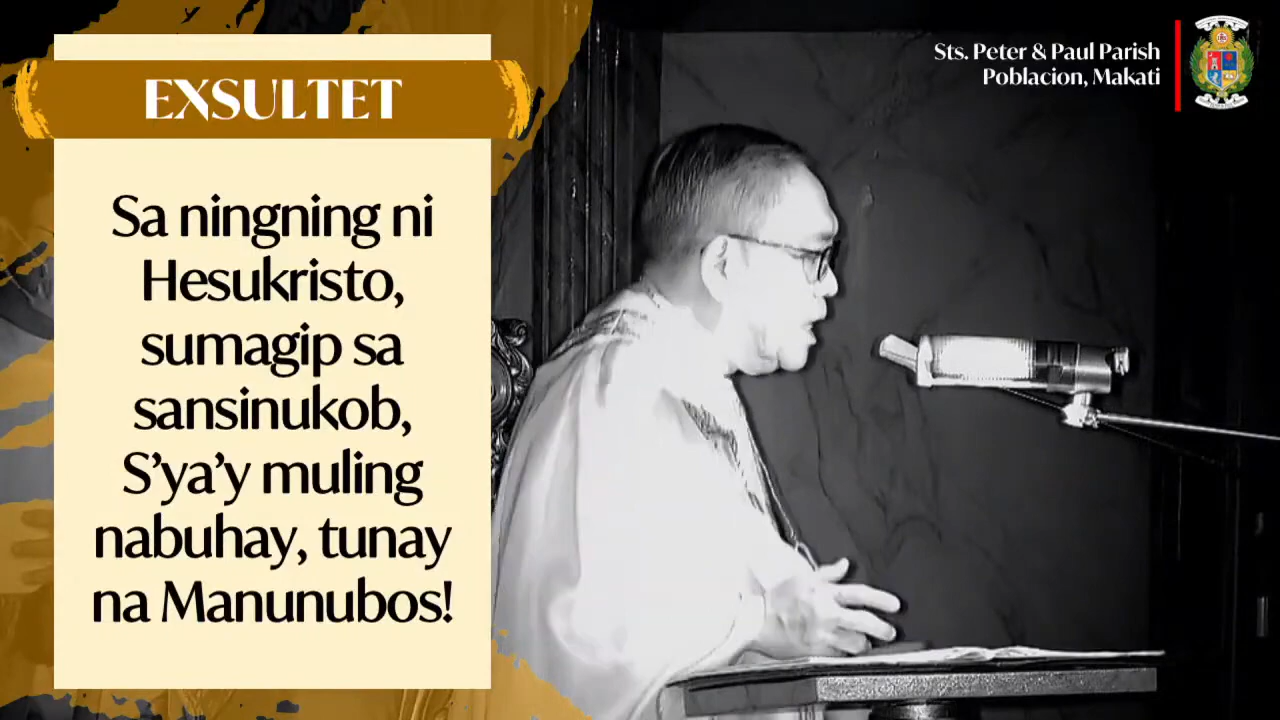 EXSULTET
Sa ningning ni
Hesukristo,
sumagip sa
sansinukob,
S’ya’y muling
nabuhay, tunay
na Manunubos!
Sts. Peter & Paul Parish
Poblacion, Makati